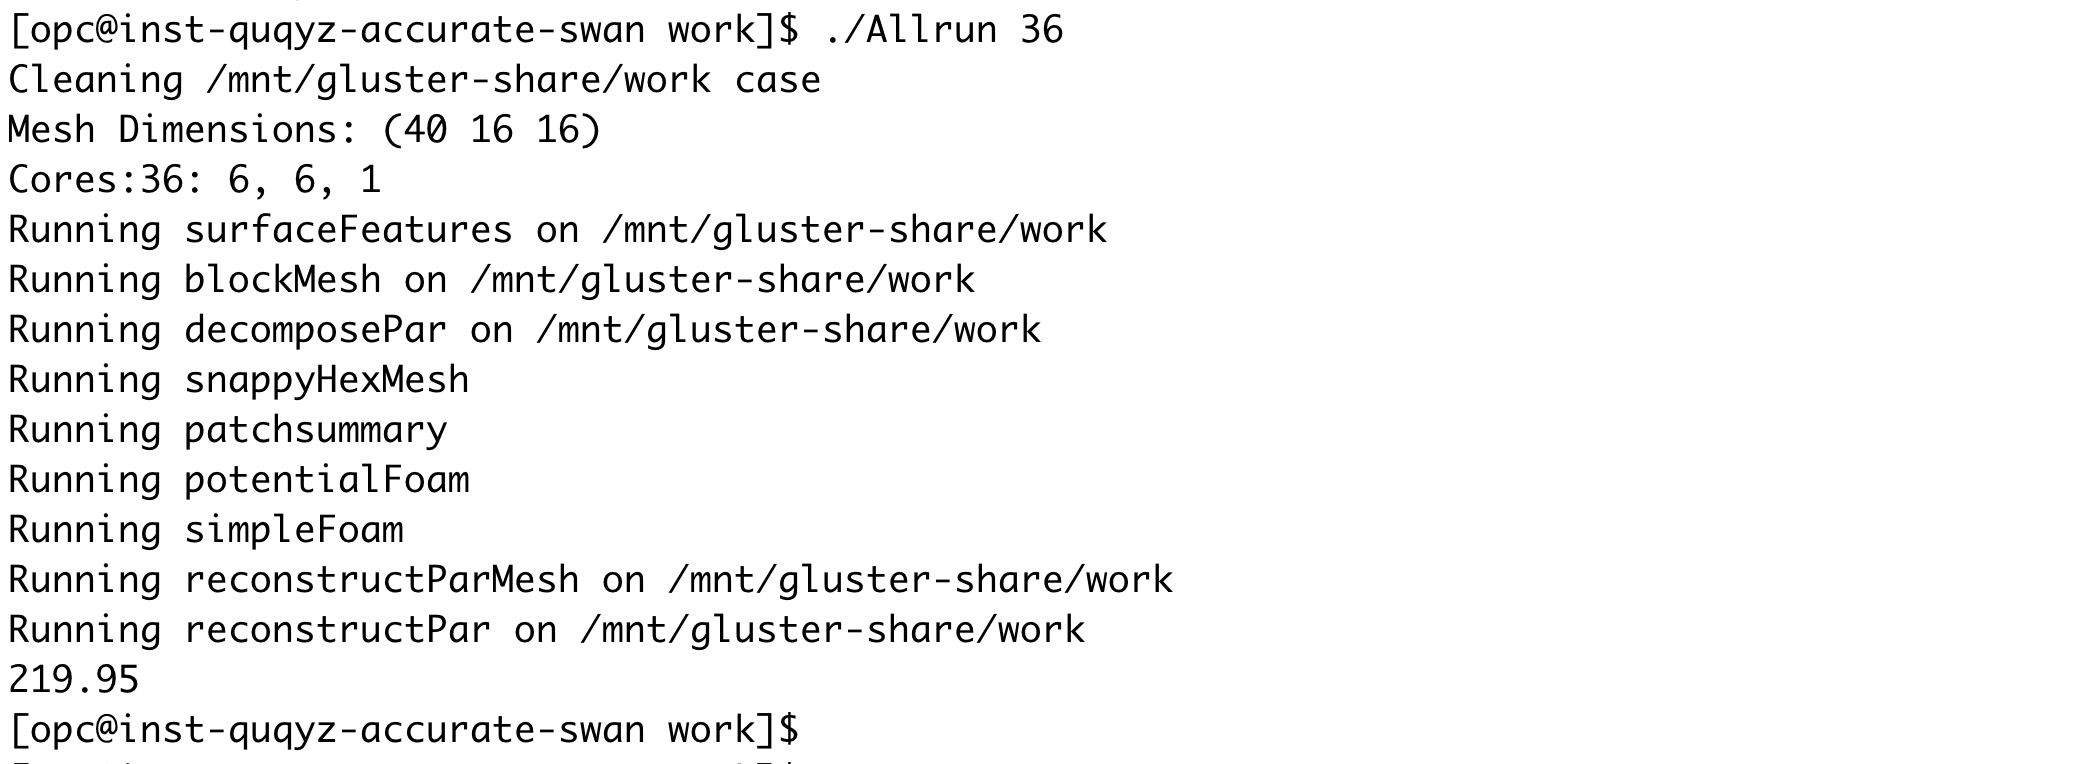 [opc@inst-quqyz-accurate-swan work]$ ./Allrun 36
Cleaning /mnt/gluster-share/work case
Mesh Dimensions: (40 16 16)
Cores:36: 6, 6, 1
Running surfaceFeatures on /mnt/gluster-share/work
Running blockMesh on /mnt/gluster-share/work
Running decomposePar on /mnt/gluster-share/work
Running snappyHexMesh
Running patchsummary
Running potentialFoam
Running simpleFoam
Running reconstructParMesh on /mnt/gluster-share/work
Running reconstructPar on /mnt/gluster-share/work
219.95
[opc@inst-quqyz-accurate-swan work]$